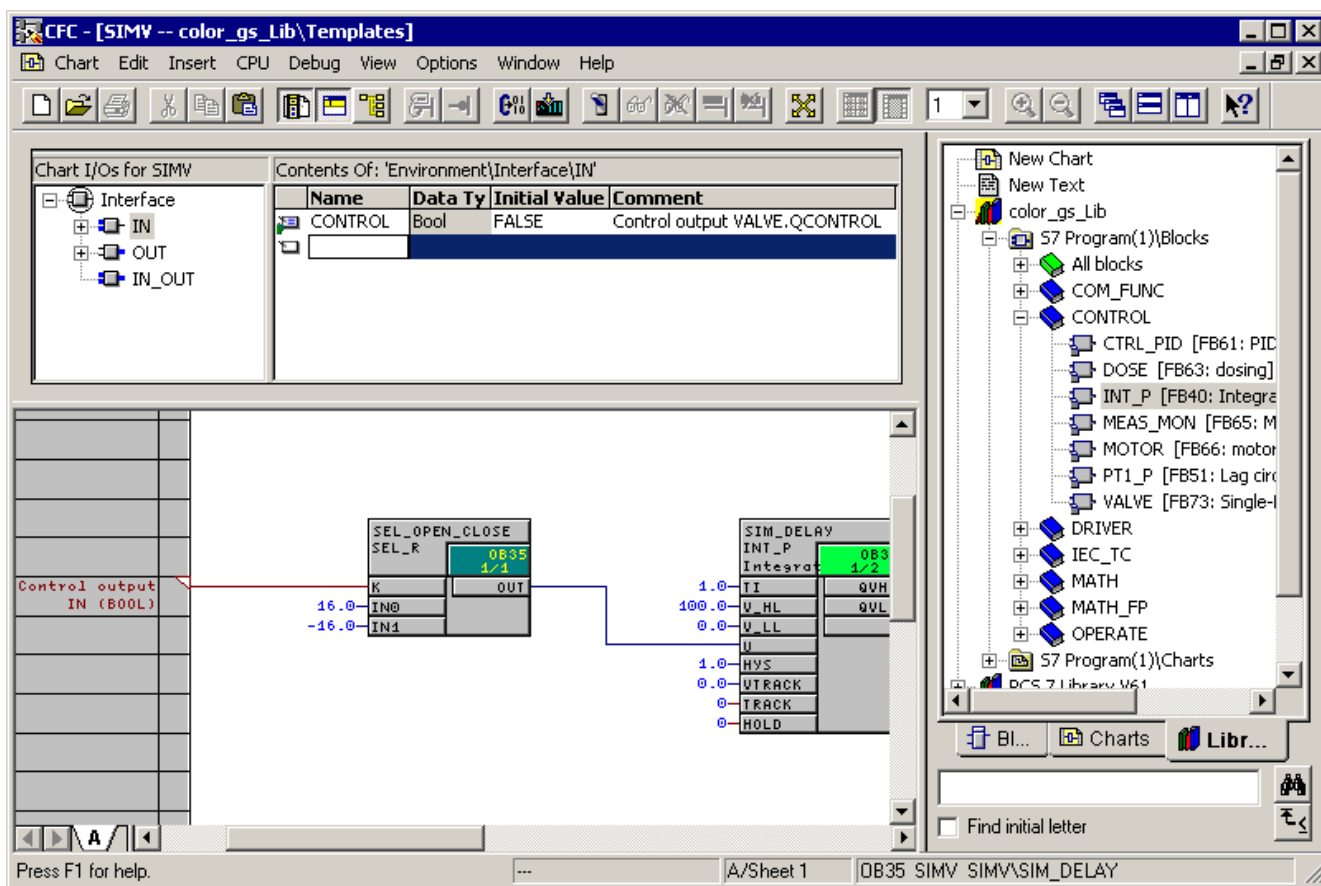 CFC - [SIMV -- color_gs_Lib\Templates]
Chart Edit Insert CPU Debug View Options Window Help
1
Chart I/Os for SIMV
Interface
IN
OUT
IN_OUT
Contents Of: 'Environment\Interface\IN'
Name Data Ty Initial Value Comment
CONTROL Bool FALSE Control output VALVE.QCONTROL
New Chart
New Text
color_gs_Lib
S7 Program(1)\Blocks
All blocks
COM_FUNC
CONTROL
CTRL_PID [FB61: PID
DOSE [FB63: dosing]
INT_P [FB40: Integra
MEAS_MON [FB65: M
MOTOR [FB66: motor
PT1_P [FB51: Lag circ
VALVE [FB73: Single-
DRIVER
IEC_TC
MATH
MATH_FP
OPERATE
S7 Program(1)\Charts
PCS 7 Library V61
Bl... Charts Libr...
Find initial letter
Control output
IN (BOOL)
SEL_OPEN_CLOSE
SEL_R
OB35
1/1
K OUT
16.0 IN0
-16.0 IN1
SIM_DELAY
INT_P
Integrat
OB3
1/2
1.0 TI QVH
100.0 V_HL QVL
0.0 V_LL
U
1.0 HYS
0.0 VTRACK
0 TRACK
0 HOLD
A
Press F1 for help.
---
A/Sheet 1
OB35 SIMV SIMV\SIM_DELAY